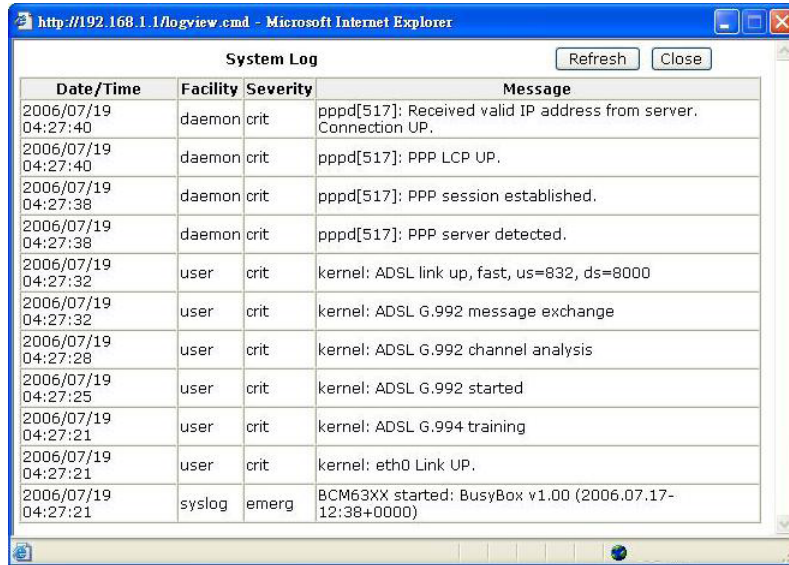 http://192.168.1.1/logview.cmd - Microsoft Internet Explorer
System Log Refresh Close
Date/Time Facility Severity Message
2006/07/19
04:27:40 daemon crit pppd[517]: Received valid IP address from server.
Connection UP.
2006/07/19
04:27:40 daemon crit pppd[517]: PPP LCP UP.
2006/07/19
04:27:38 daemon crit pppd[517]: PPP session established.
2006/07/19
04:27:38 daemon crit pppd[517]: PPP server detected.
2006/07/19
04:27:32 user crit kernel: ADSL link up, fast, us=832, ds=8000
2006/07/19
04:27:32 user crit kernel: ADSL G.992 message exchange
2006/07/19
04:27:28 user crit kernel: ADSL G.992 channel analysis
2006/07/19
04:27:25 user crit kernel: ADSL G.992 started
2006/07/19
04:27:21 user crit kernel: ADSL G.994 training
2006/07/19
04:27:21 user crit kernel: eth0 Link UP.
2006/07/19
04:27:21 syslog emerg BCM63XX started: BusyBox v1.00 (2006.07.17-
12:38+0000)